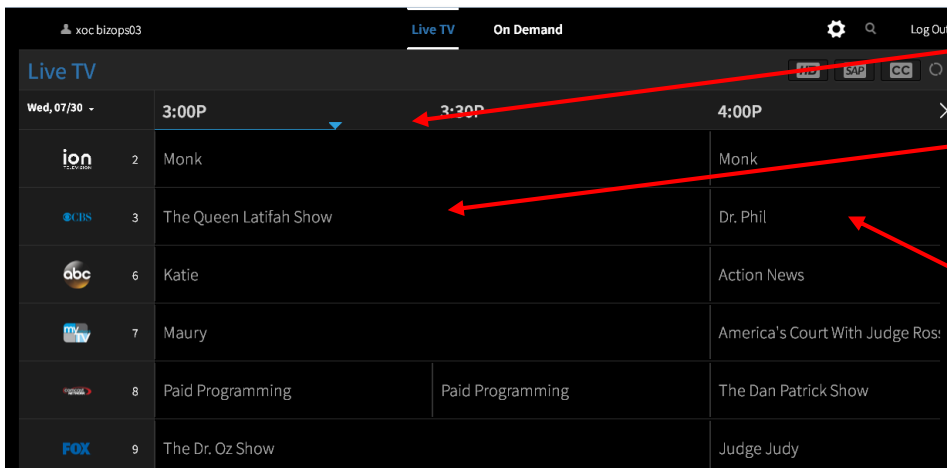 xoc bizops03 Live TV On Demand Log Out
Live TV HD SAP CC
Wed, 07/30 3:00P 3:30P 4:00P
ion TELEVISION 2 Monk Monk
CBS 3 The Queen Latifah Show Dr. Phil
abc 6 Katie Action News
my TV 7 Maury America's Court With Judge Ross
8 Paid Programming Paid Programming The Dan Patrick Show
FOX 9 The Dr. Oz Show Judge Judy